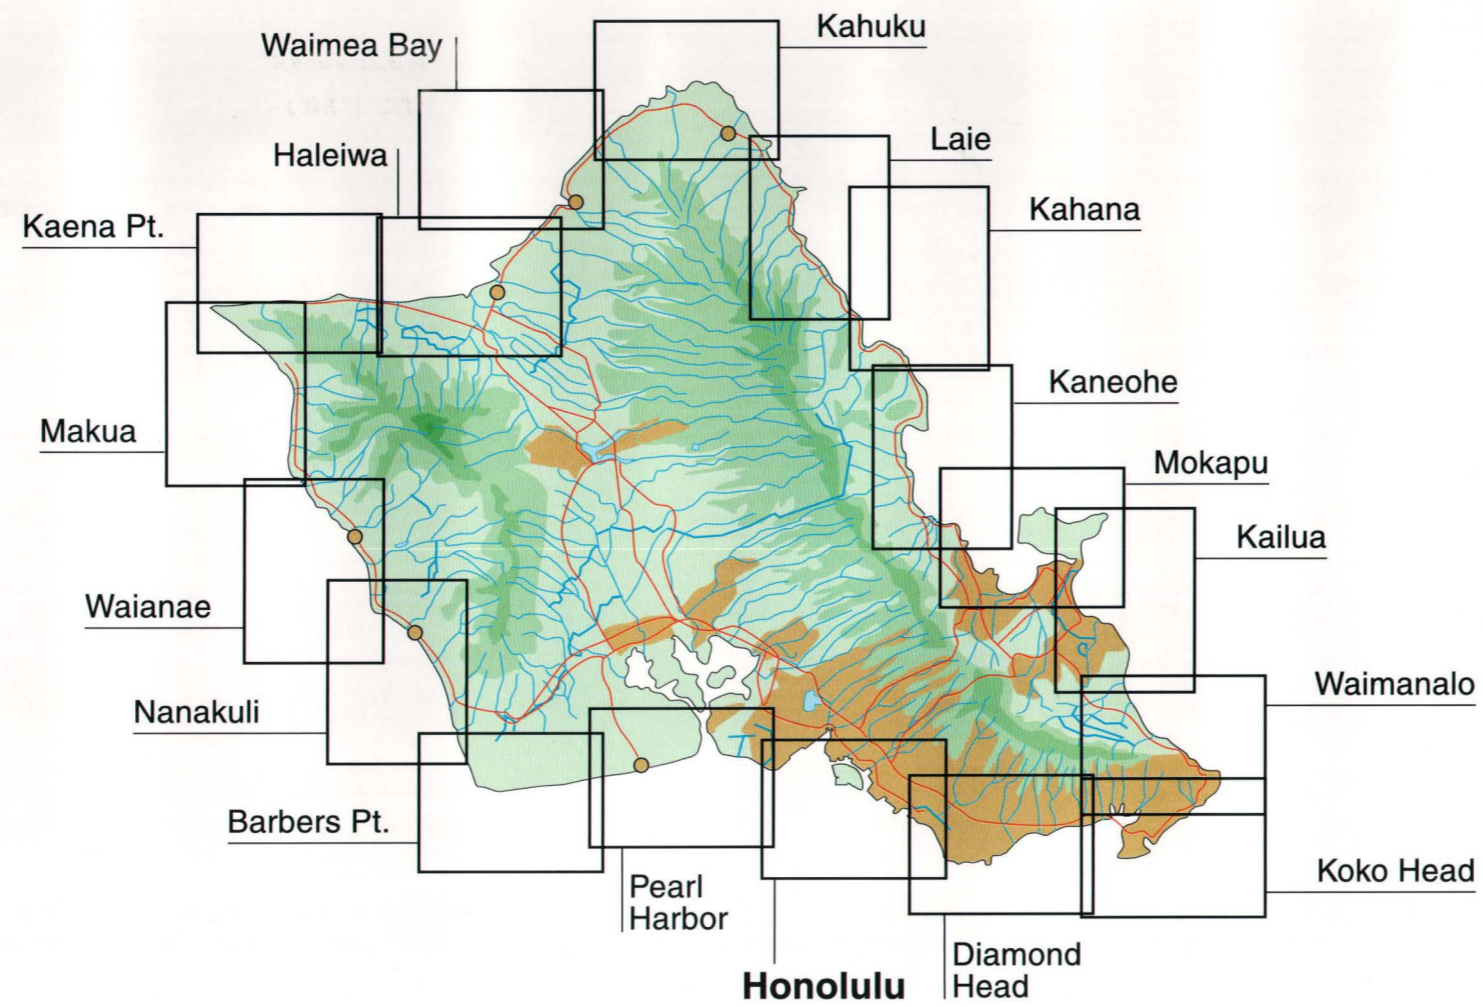 Kahuku
Waimea Bay
Laie
Haleiwa
Kahana
Kaena Pt.
Kaneohe
Makua
Mokapu
Kailua
Waianae
Waimanalo
Nanakuli
Barbers Pt.
Koko Head
Pearl
Harbor
Diamond
Head
Honolulu